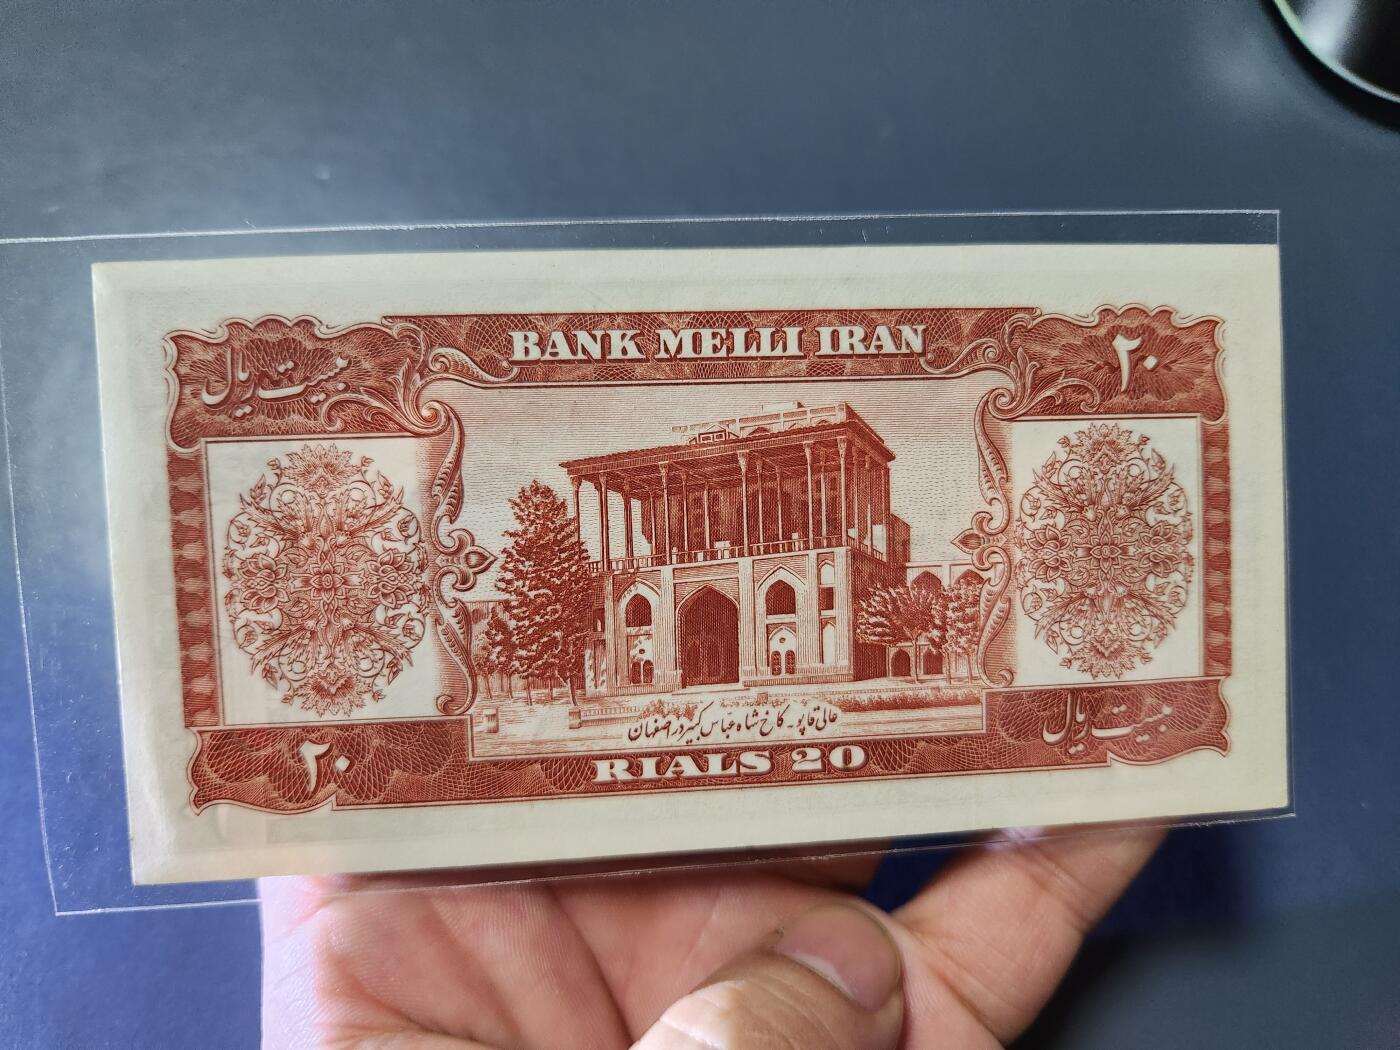 BANK MELLI IRAN
بیست ریال
۲۰
عالی قاپو - کاخ شاه عباس کبیر در اصفهان
بیست ریال
۲۰
RIALS 20